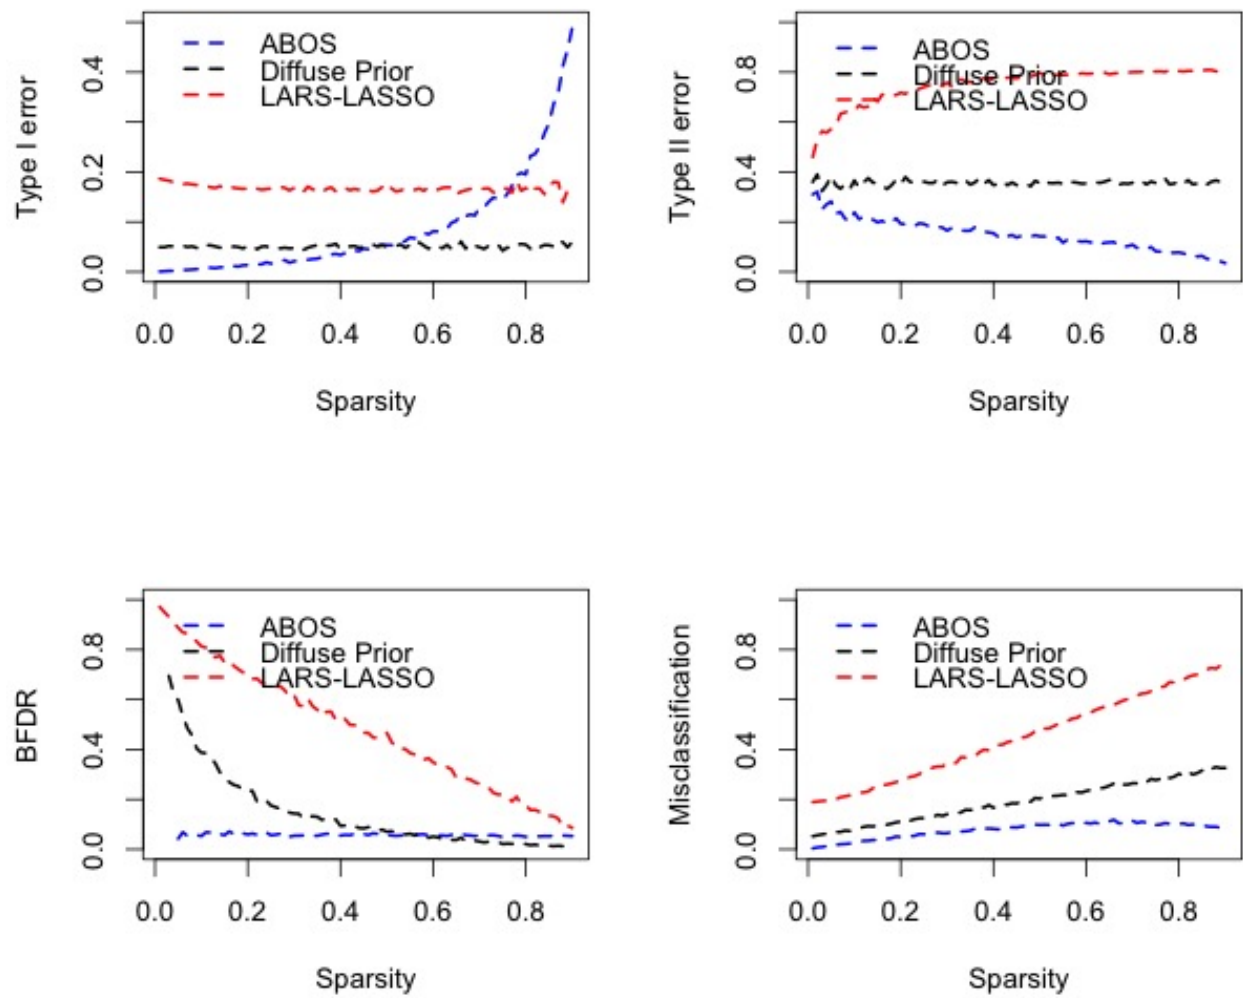 Type I error
0.0 0.2 0.4
ABOS
Diffuse Prior
LARS-LASSO
0.0 0.2 0.4 0.6 0.8
Sparsity
Type II error
0.0 0.4 0.8
ABOS
Diffuse Prior
LARS-LASSO
0.0 0.2 0.4 0.6 0.8
Sparsity
BFDR
0.0 0.4 0.8
ABOS
Diffuse Prior
LARS-LASSO
0.0 0.2 0.4 0.6 0.8
Sparsity
Misclassification
0.0 0.4 0.8
ABOS
Diffuse Prior
LARS-LASSO
0.0 0.2 0.4 0.6 0.8
Sparsity